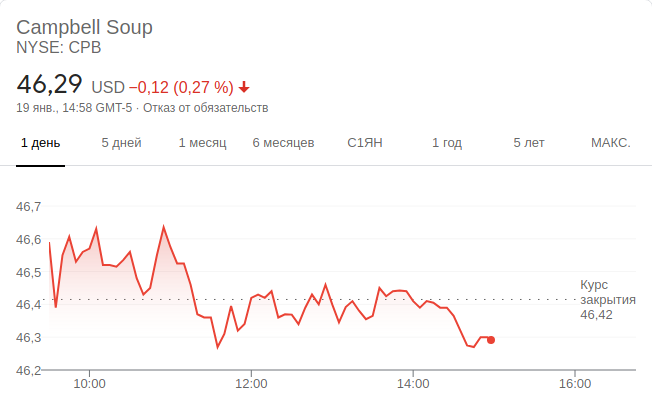 Campbell Soup
NYSE: CPB
46,29 USD −0,12 (0,27 %)
19 янв., 14:58 GMT-5 · Отказ от обязательств
1 день 5 дней 1 месяц 6 месяцев С1ЯН 1 год 5 лет МАКС.
46,7
46,6
46,5
46,4
46,3
46,2
Курс
закрытия
46,42
10:00 12:00 14:00 16:00